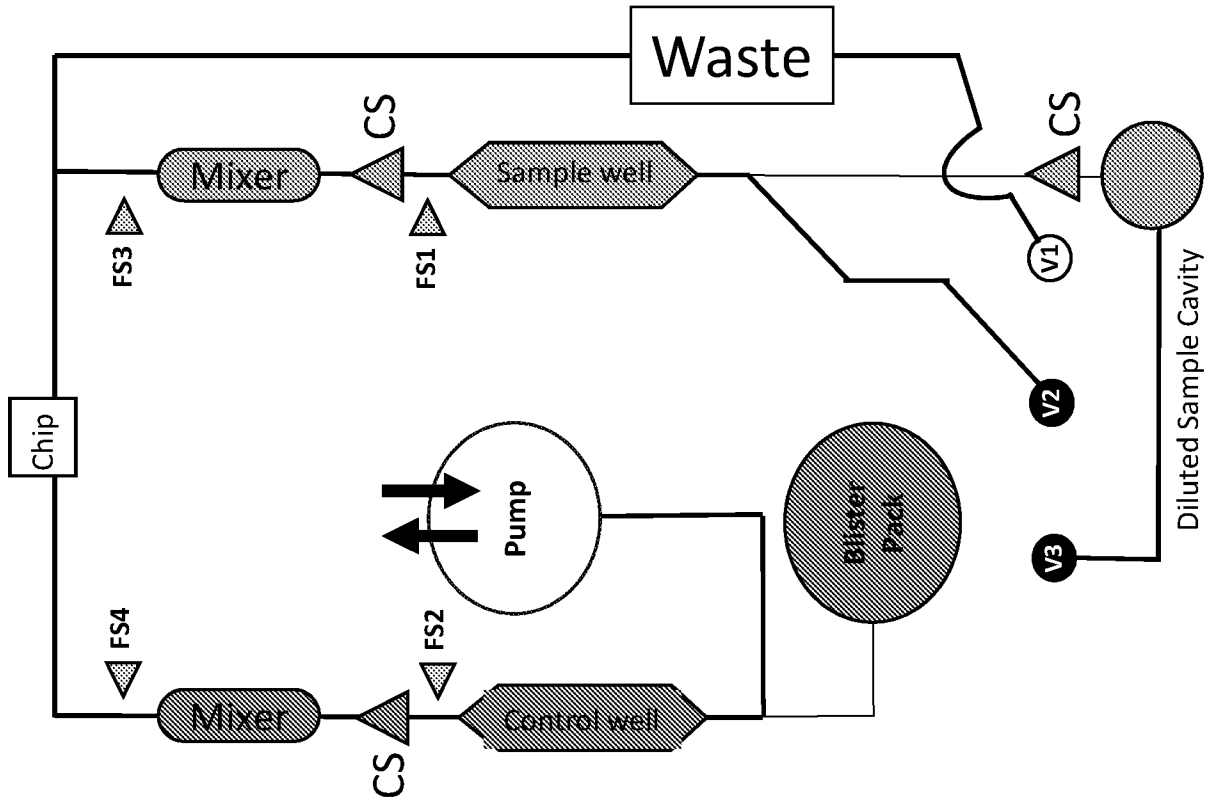 Waste
CS
CS
Mixer
Sample well
FS3
FS1
V1
Diluted Sample Cavity
Chip
V2
Pump
Blister
Pack
V3
FS4
FS2
Mixer
Control well
CS